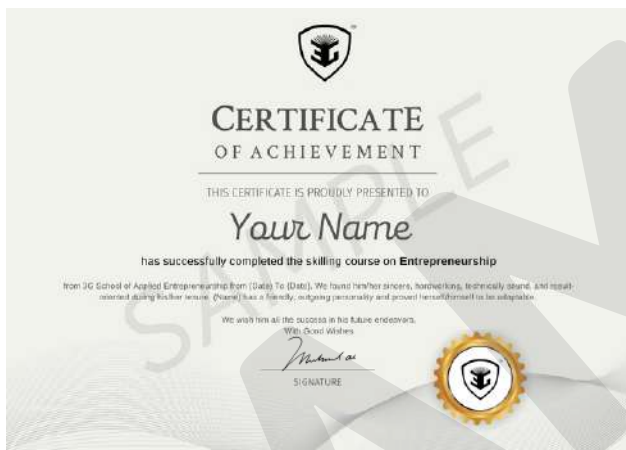 3G
™
CERTIFICATE
OF ACHIEVEMENT
THIS CERTIFICATE IS PROUDLY PRESENTED TO
Your Name
has successfully completed the skilling course on Entrepreneurship
from 3G School of Applied Entrepreneurship from (Date) To (Date). We found him/her sincere, hardworking, technically sound, and result-
oriented during his/her tenure. (Name) has a friendly, outgoing personality and proved herself/himself to be adaptable.
We wish him all the success in his future endeavors.
With Good Wishes
SIGNATURE
3G
SAMPLE